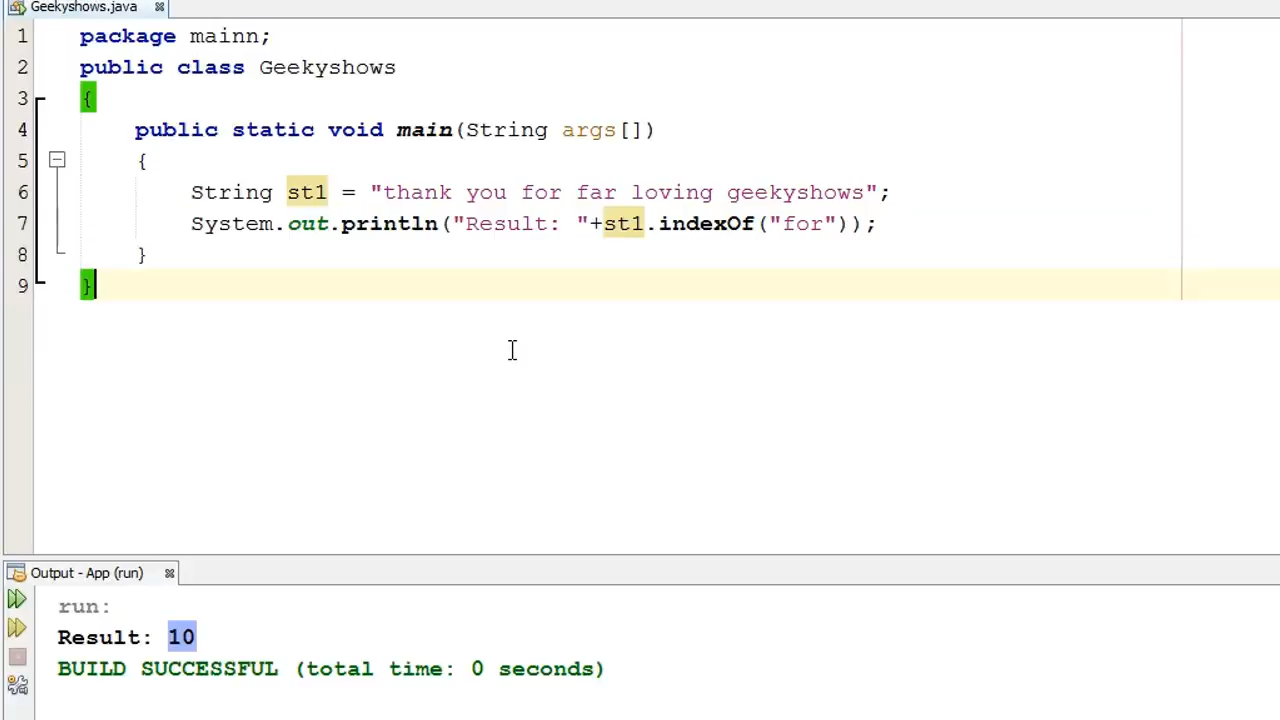 Geekyshows.java
1 package mainn;
2 public class Geekyshows
3 {
4 public static void main(String args[])
5 {
6 String st1 = "thank you for far loving geekyshows";
7 System.out.println("Result: "+st1.indexOf("for"));
8 }
9 }
Output - App (run)
run:
Result: 10
BUILD SUCCESSFUL (total time: 0 seconds)